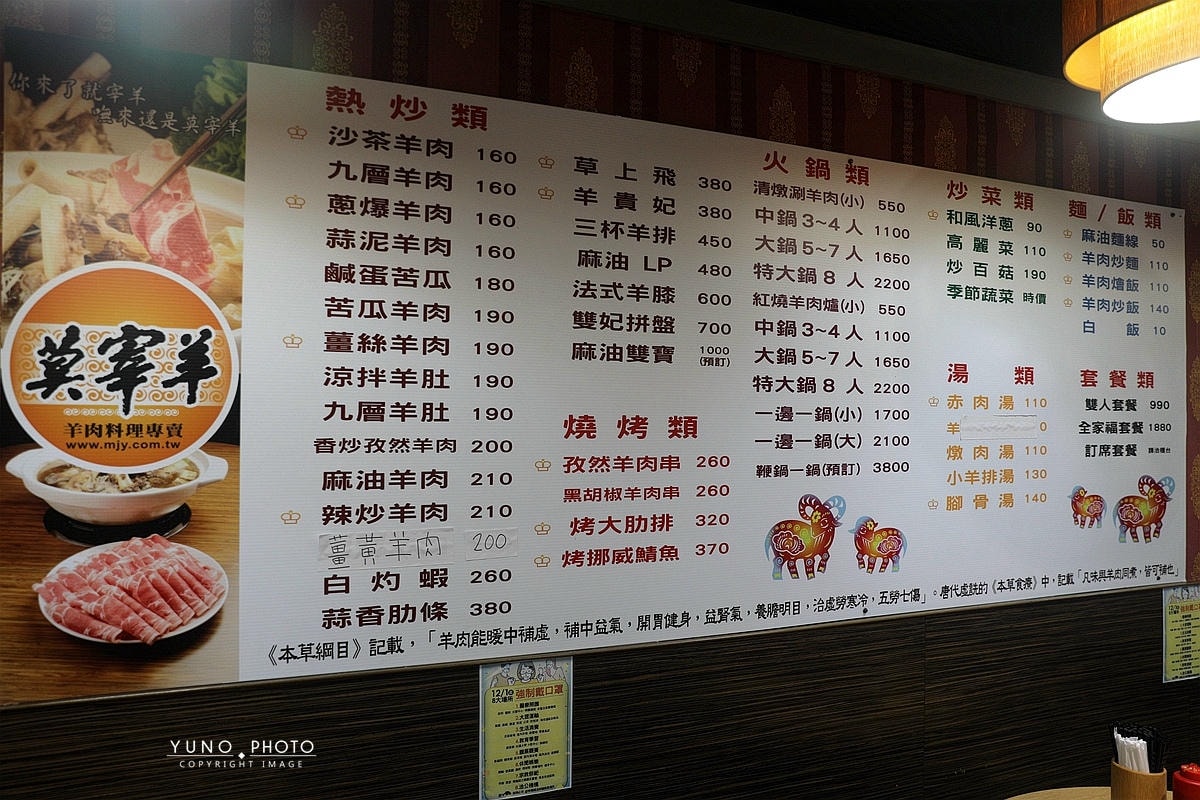 你來了就宰羊
嘸來還是莫宰羊
莫宰羊
羊肉料理專賣
www.mjy.com.tw
熱炒類
沙茶羊肉 160
九層羊肉 160
蔥爆羊肉 160
蒜泥羊肉 160
鹹蛋苦瓜 180
苦瓜羊肉 190
薑絲羊肉 190
涼拌羊肚 190
九層羊肚 190
香炒孜然羊肉 200
麻油羊肉 210
辣炒羊肉 210
薑黃羊肉 200
白灼蝦 260
蒜香肋條 380
草上飛 380
羊貴妃 380
三杯羊排 450
麻油 LP 480
法式羊膝 600
雙妃拼盤 700
麻油雙寶 1000
(預訂)
燒烤類
孜然羊肉串 260
黑胡椒羊肉串 260
烤大肋排 320
烤挪威鯖魚 370
火鍋類
清燉涮羊肉(小) 550
中鍋3~4人 1100
大鍋5~7人 1650
特大鍋8人 2200
紅燒羊肉爐(小) 550
中鍋3~4人 1100
大鍋5~7人 1650
特大鍋8人 2200
一邊一鍋(小) 1700
一邊一鍋(大) 2100
鞭鍋一鍋(預訂) 3800
炒菜類
和風洋蔥 90
高麗菜 110
炒百菇 190
季節蔬菜 時價
湯類
赤肉湯 110
羊 0
燉肉湯 110
小羊排湯 130
腳骨湯 140
麵/飯類
麻油麵線 50
羊肉炒麵 110
羊肉燴飯 110
羊肉炒飯 140
白飯 10
套餐類
雙人套餐 990
全家福套餐 1880
訂席套餐 請洽櫃台
《本草綱目》記載,「羊肉能暖中補虛,補中益氣,開胃健身,益腎氣,養膽明目,治虛勞寒冷,五勞七傷」。唐代盧詵的《本草食療》中,記載「凡味與羊肉同煮,皆可補也」
12/1起
8大場所 強制戴口罩
YUNO PHOTO
COPYRIGHT IMAGE